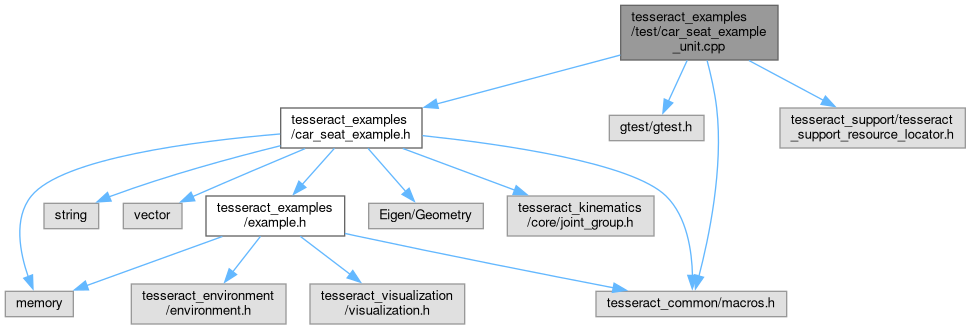 tesseract_examples
/test/car_seat_example
_unit.cpp
tesseract_examples
/car_seat_example.h
gtest/gtest.h
tesseract_support/tesseract
_support_resource_locator.h
string
vector
tesseract_examples
/example.h
Eigen/Geometry
tesseract_kinematics
/core/joint_group.h
memory
tesseract_environment
/environment.h
tesseract_visualization
/visualization.h
tesseract_common/macros.h